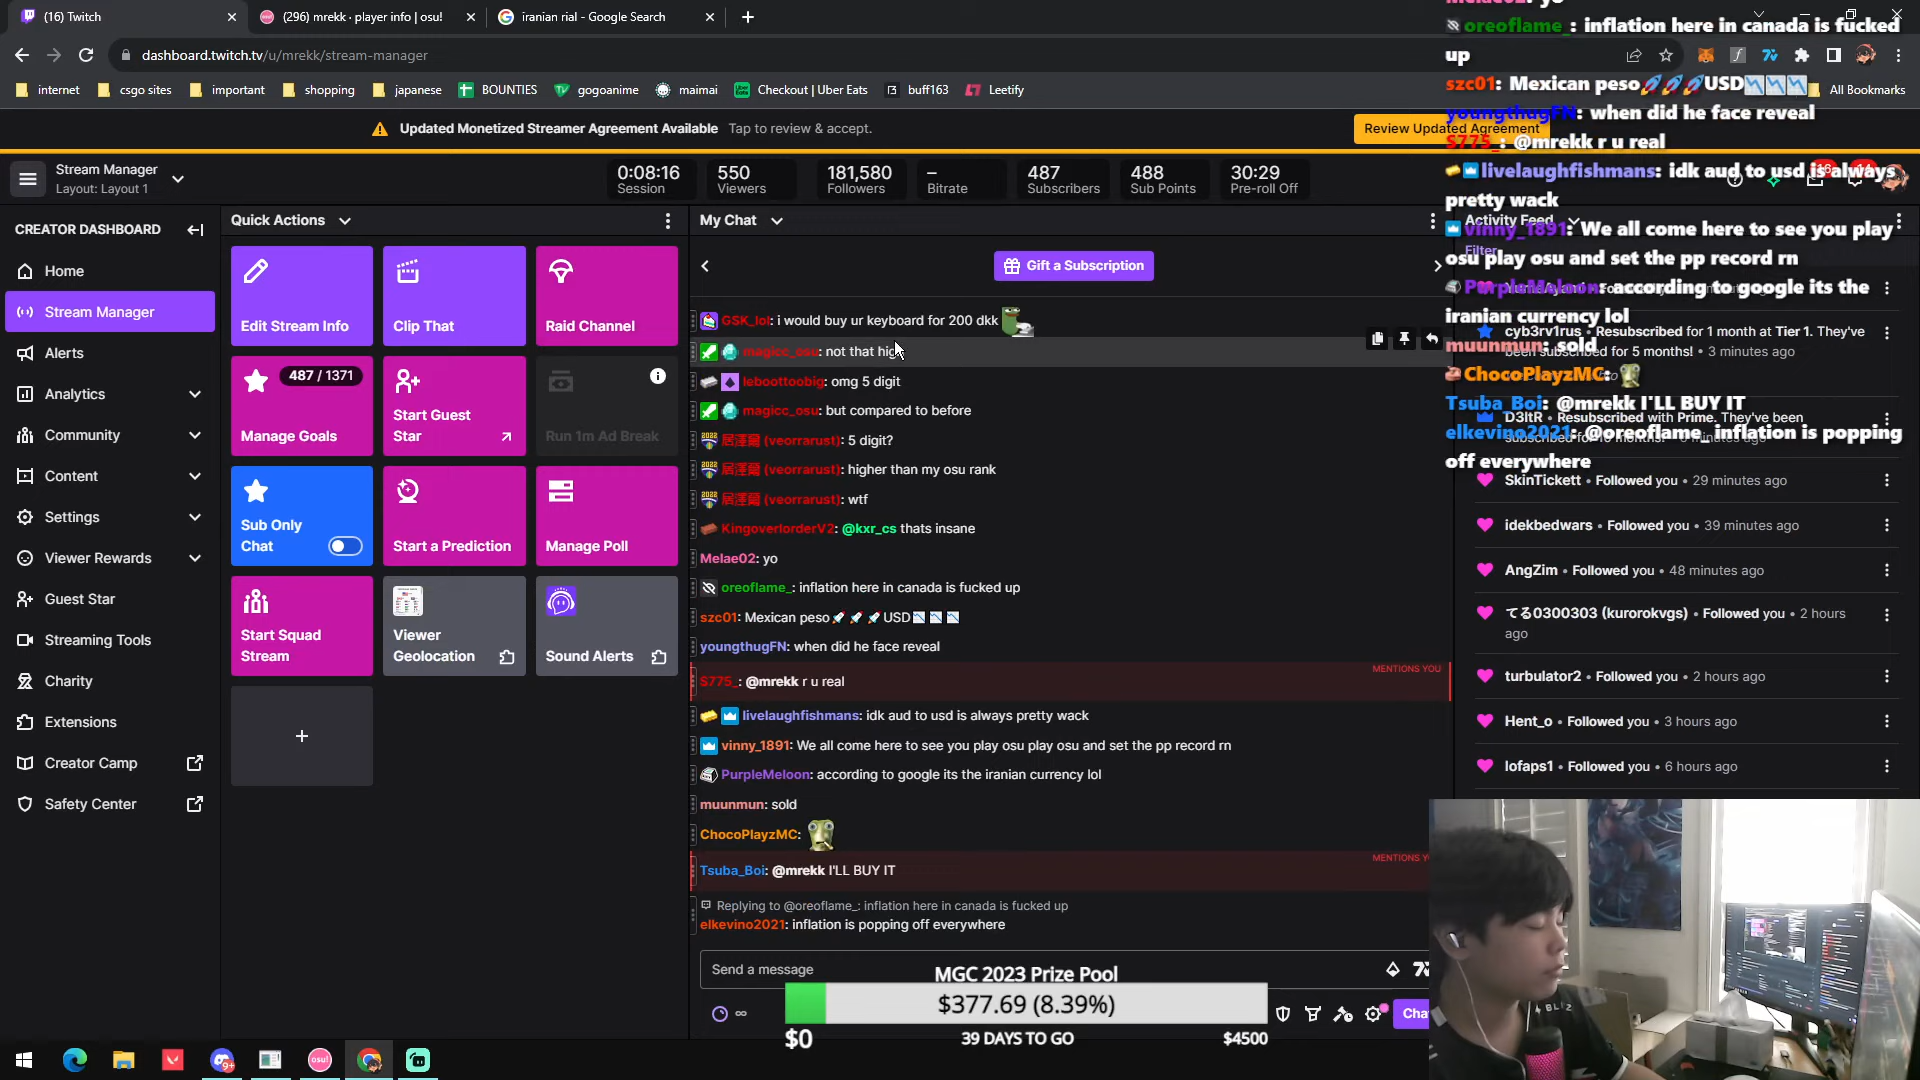 (16) Twitch
(296) mrekk · player info | osu!
iranian rial - Google Search
dashboard.twitch.tv/u/mrekk/stream-manager
internet
csgo sites
important
shopping
japanese
BOUNTIES
gogoanime
maimai
Checkout | Uber Eats
buff163
Leetify
All Bookmarks
Updated Monetized Streamer Agreement Available Tap to review & accept.
Review Updated Agreement
Stream Manager
Layout: Layout 1
0:08:16
Session
550
Viewers
181,580
Followers
–
Bitrate
487
Subscribers
488
Sub Points
30:29
Pre-roll Off
CREATOR DASHBOARD
Home
Stream Manager
Alerts
Analytics
Community
Content
Settings
Viewer Rewards
Guest Star
Streaming Tools
Charity
Extensions
Creator Camp
Safety Center
Quick Actions
Edit Stream Info
Clip That
Raid Channel
487 / 1371
Manage Goals
Start Guest
Star
Run 1m Ad Break
Sub Only
Chat
Start a Prediction
Manage Poll
Start Squad
Stream
Viewer
Geolocation
Sound Alerts
My Chat
Gift a Subscription
GSK_lol: i would buy ur keyboard for 200 dkk
magicc_osu: not that hig
leboottoobig: omg 5 digit
magicc_osu: but compared to before
(veorrarust): 5 digit?
(veorrarust): higher than my osu rank
(veorrarust): wtf
KingoverlorderV2: @kxr_cs thats insane
Melae02: yo
oreoflame_: inflation here in canada is fucked up
szc01: Mexican peso🚀🚀🚀USD📉📉📉
youngthugFN: when did he face reveal
MENTIONS YOU
S775_: @mrekk r u real
livelaughfishmans: idk aud to usd is always pretty wack
vinny_1891: We all come here to see you play osu play osu and set the pp record rn
PurpleMeloon: according to google its the iranian currency lol
muunmun: sold
ChocoPlayzMC:
MENTIONS Y
Tsuba_Boi: @mrekk I'LL BUY IT
Replying to @oreoflame_: inflation here in canada is fucked up
elkevino2021: inflation is popping off everywhere
Send a message
Cha
MGC 2023 Prize Pool
$377.69 (8.39%)
$0
39 DAYS TO GO
$4500
Activity Feed
Filter
cyb3rv1rus • Resubscribed for 1 month at Tier 1. They've
been subscribed for 5 months! • 3 minutes ago
D3ltR • Resubscribed with Prime. They've been
SkinTickett • Followed you • 29 minutes ago
idekbedwars • Followed you • 39 minutes ago
AngZim • Followed you • 48 minutes ago
てる0300303 (kurorokvgs) • Followed you • 2 hours
ago
turbulator2 • Followed you • 2 hours ago
Hent_o • Followed you • 3 hours ago
lofaps1 • Followed you • 6 hours ago
oreoflame_: inflation here in canada is fucked
up
szc01: Mexican peso🚀🚀🚀USD📉📉📉
youngthugFN: when did he face reveal
S775_: @mrekk r u real
livelaughfishmans: idk aud to usd is always
pretty wack
vinny_1891: We all come here to see you play
osu play osu and set the pp record rn
PurpleMeloon: according to google its the
iranian currency lol
muunmun: sold
ChocoPlayzMC:
Tsuba_Boi: @mrekk I'LL BUY IT
elkevino2021: @oreoflame_ inflation is popping
off everywhere